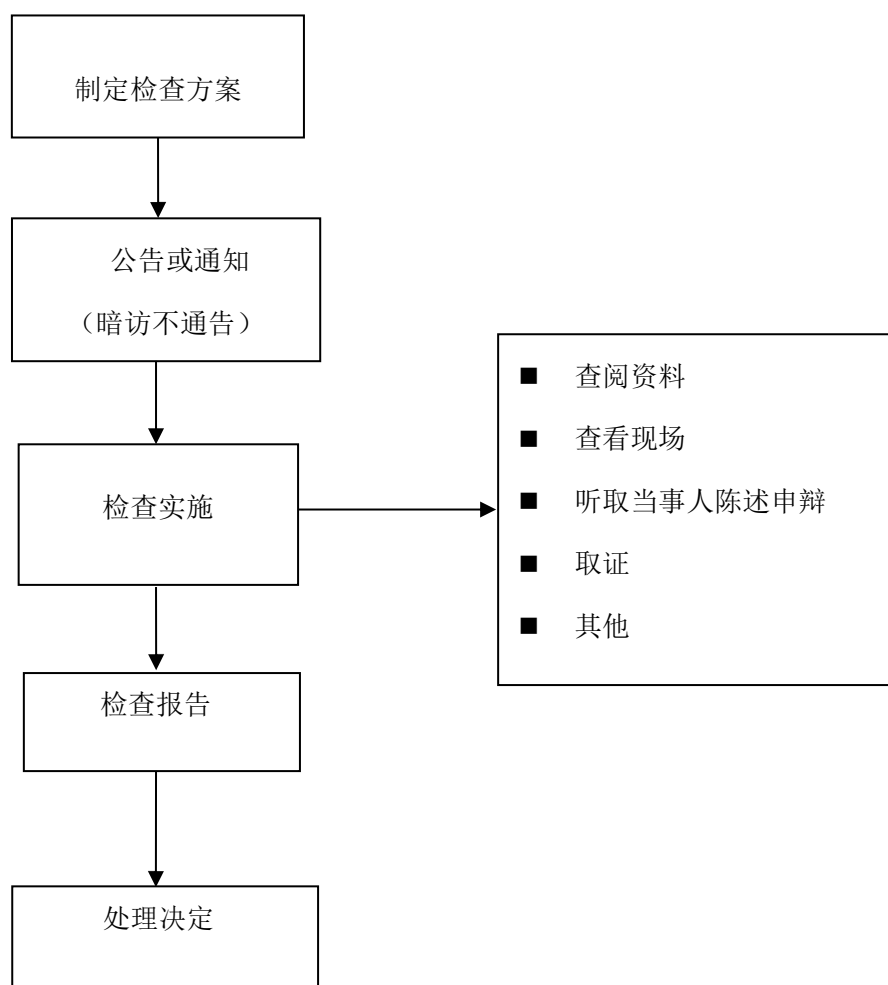 制定检查方案
公告或通知
（暗访不通告）
■ 查阅资料
■ 查看现场
检查实施
■ 听取当事人陈述申辩
■ 取证
■ 其他
检查报告
处理决定